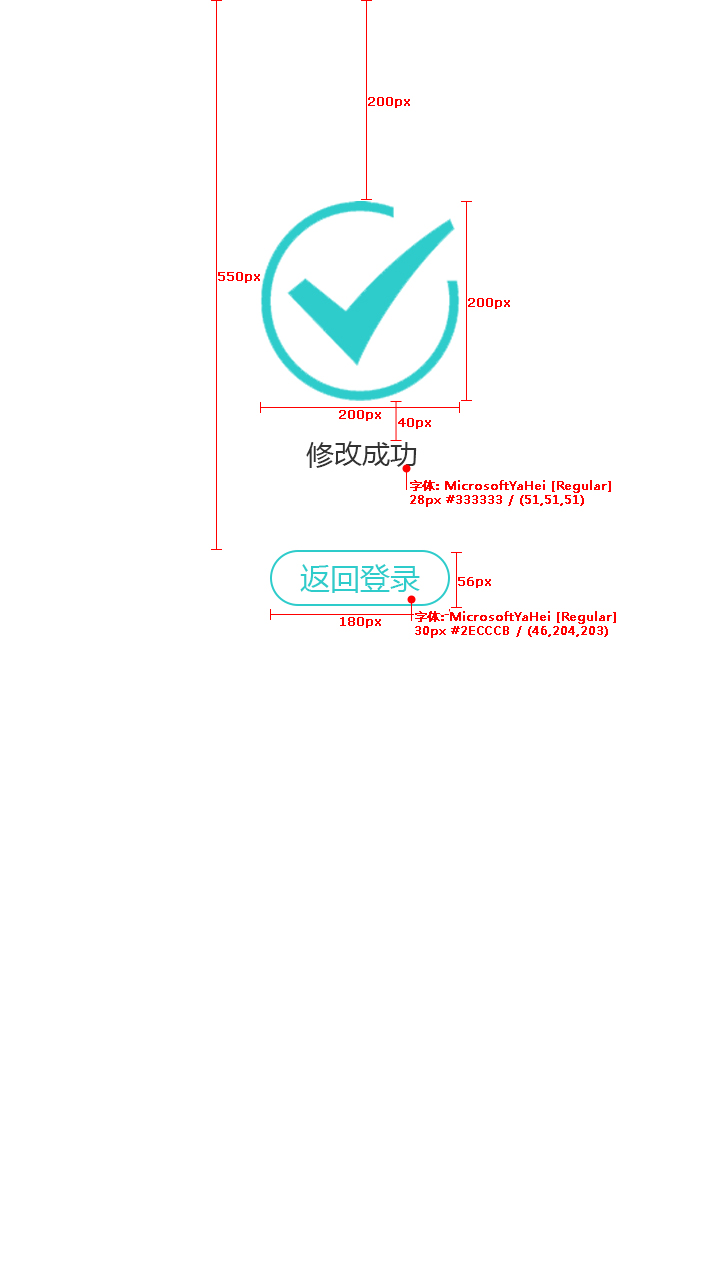 200px
550px
200px
200px
40px
修改成功
字体: MicrosoftYaHei [Regular]
28px #333333 / (51,51,51)
返回登录
56px
180px
字体: MicrosoftYaHei [Regular]
30px #2ECCCB / (46,204,203)